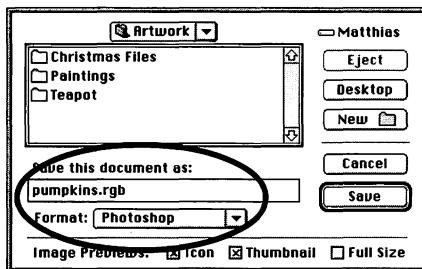 Artwork
Matthias
Christmas Files
Paintings
Teapot
Eject
Desktop
New
Save this document as:
pumpkins.rgb
Format: Photoshop
Cancel
Save
Image Previews: Icon Thumbnail Full Size